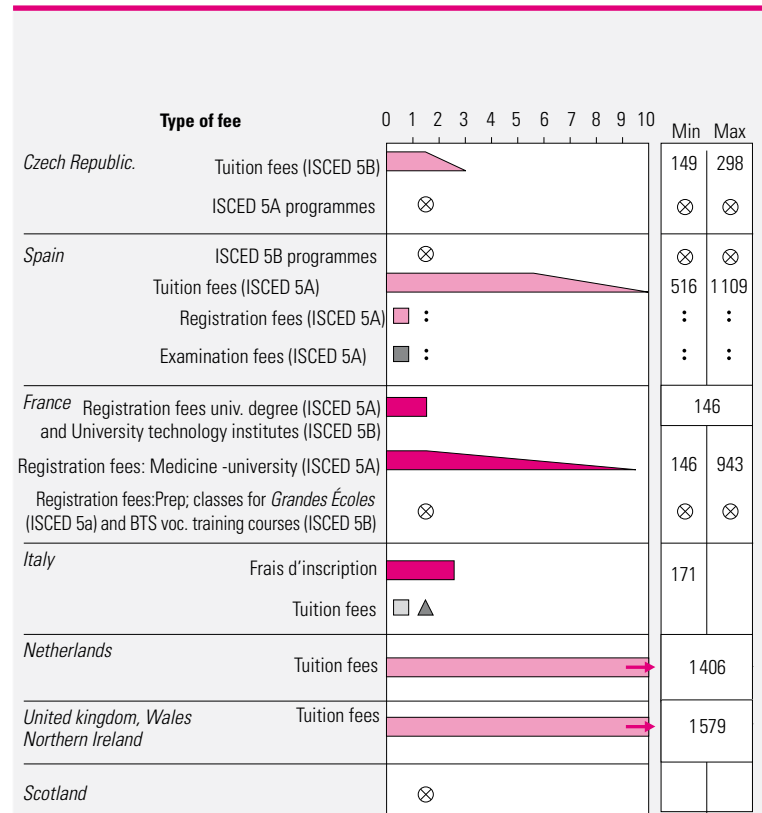 Type of fee 0 1 2 3 4 5 6 7 8 9 10 Min Max
Czech Republic. Tuition fees (ISCED 5B) 149 298
ISCED 5A programmes ⊗ ⊗ ⊗
Spain ISCED 5B programmes ⊗ ⊗ ⊗
Tuition fees (ISCED 5A) 516 1109
Registration fees (ISCED 5A) : : :
Examination fees (ISCED 5A) : : :
France Registration fees univ. degree (ISCED 5A) 146
and University technology institutes (ISCED 5B)
Registration fees: Medicine -university (ISCED 5A) 146 943
Registration fees:Prep; classes for Grandes Écoles
(ISCED 5a) and BTS voc. training courses (ISCED 5B) ⊗ ⊗ ⊗
Italy Frais d’inscription 171
Tuition fees
Netherlands Tuition fees 1 406
United kingdom, Wales Tuition fees 1 579
Northern Ireland
Scotland ⊗